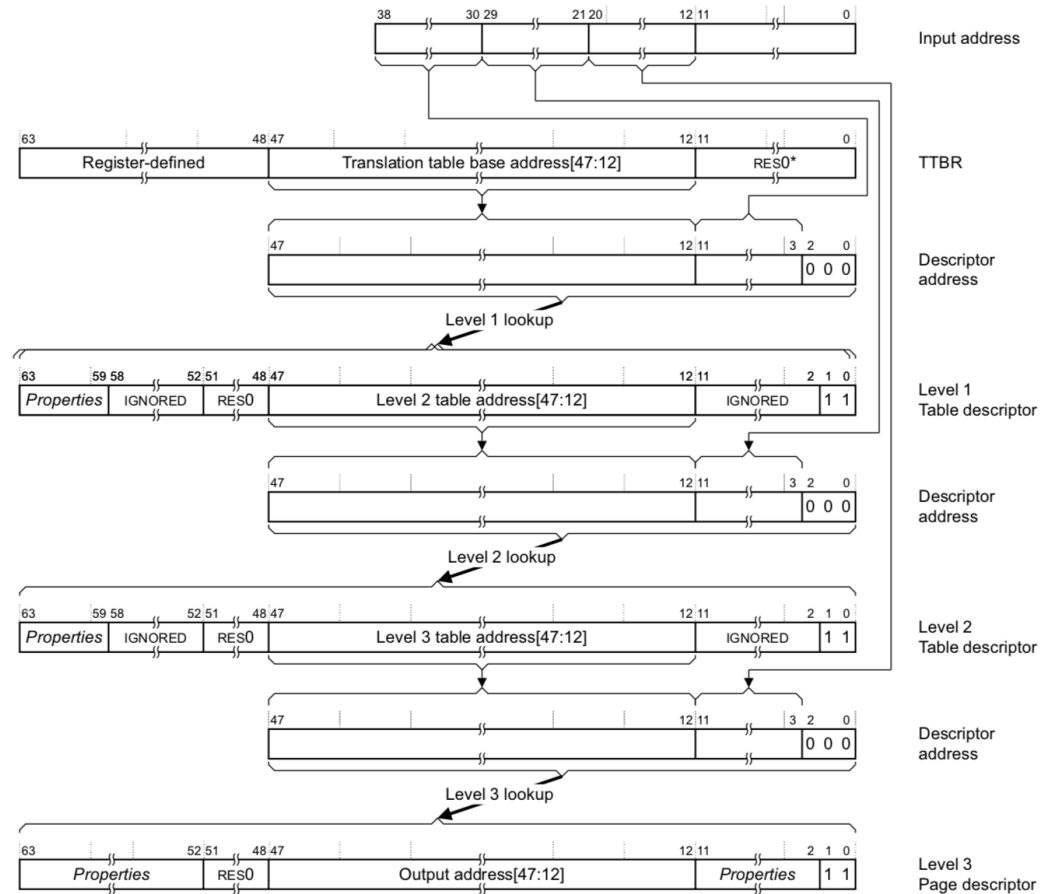 38 30 29 21 20 12 11 0
Input address
63 48 47 12 11 0
Register-defined Translation table base address[47:12] RES0* TTBR
47 12 11 3 2 0
0 0 0
Descriptor
address
Level 1 lookup
63 59 58 52 51 48 47 12 11 2 1 0
Properties IGNORED RES0 Level 2 table address[47:12] IGNORED 1 1
Level 1
Table descriptor
47 12 11 3 2 0
0 0 0
Descriptor
address
Level 2 lookup
63 59 58 52 51 48 47 12 11 2 1 0
Properties IGNORED RES0 Level 3 table address[47:12] IGNORED 1 1
Level 2
Table descriptor
47 12 11 3 2 0
0 0 0
Descriptor
address
Level 3 lookup
63 52 51 48 47 12 11 2 1 0
Properties RES0 Output address[47:12] Properties 1 1
Level 3
Page descriptor